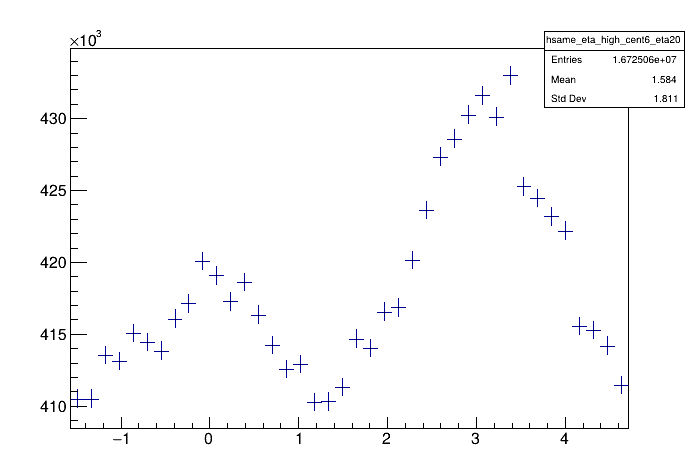 ×10³
hsame_eta_high_cent6_eta20
Entries 1.672506e+07
Mean 1.584
Std Dev 1.811
430
425
420
415
410
−1 0 1 2 3 4